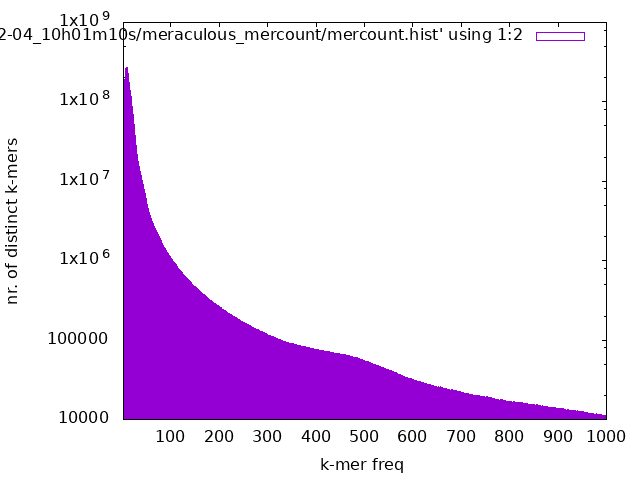 1x10^9
2-04_10h01m10s/meraculous_mercount/mercount.hist' using 1:2
1x10^8
1x10^7
1x10^6
100000
10000
nr. of distinct k-mers
100 200 300 400 500 600 700 800 900 1000
k-mer freq